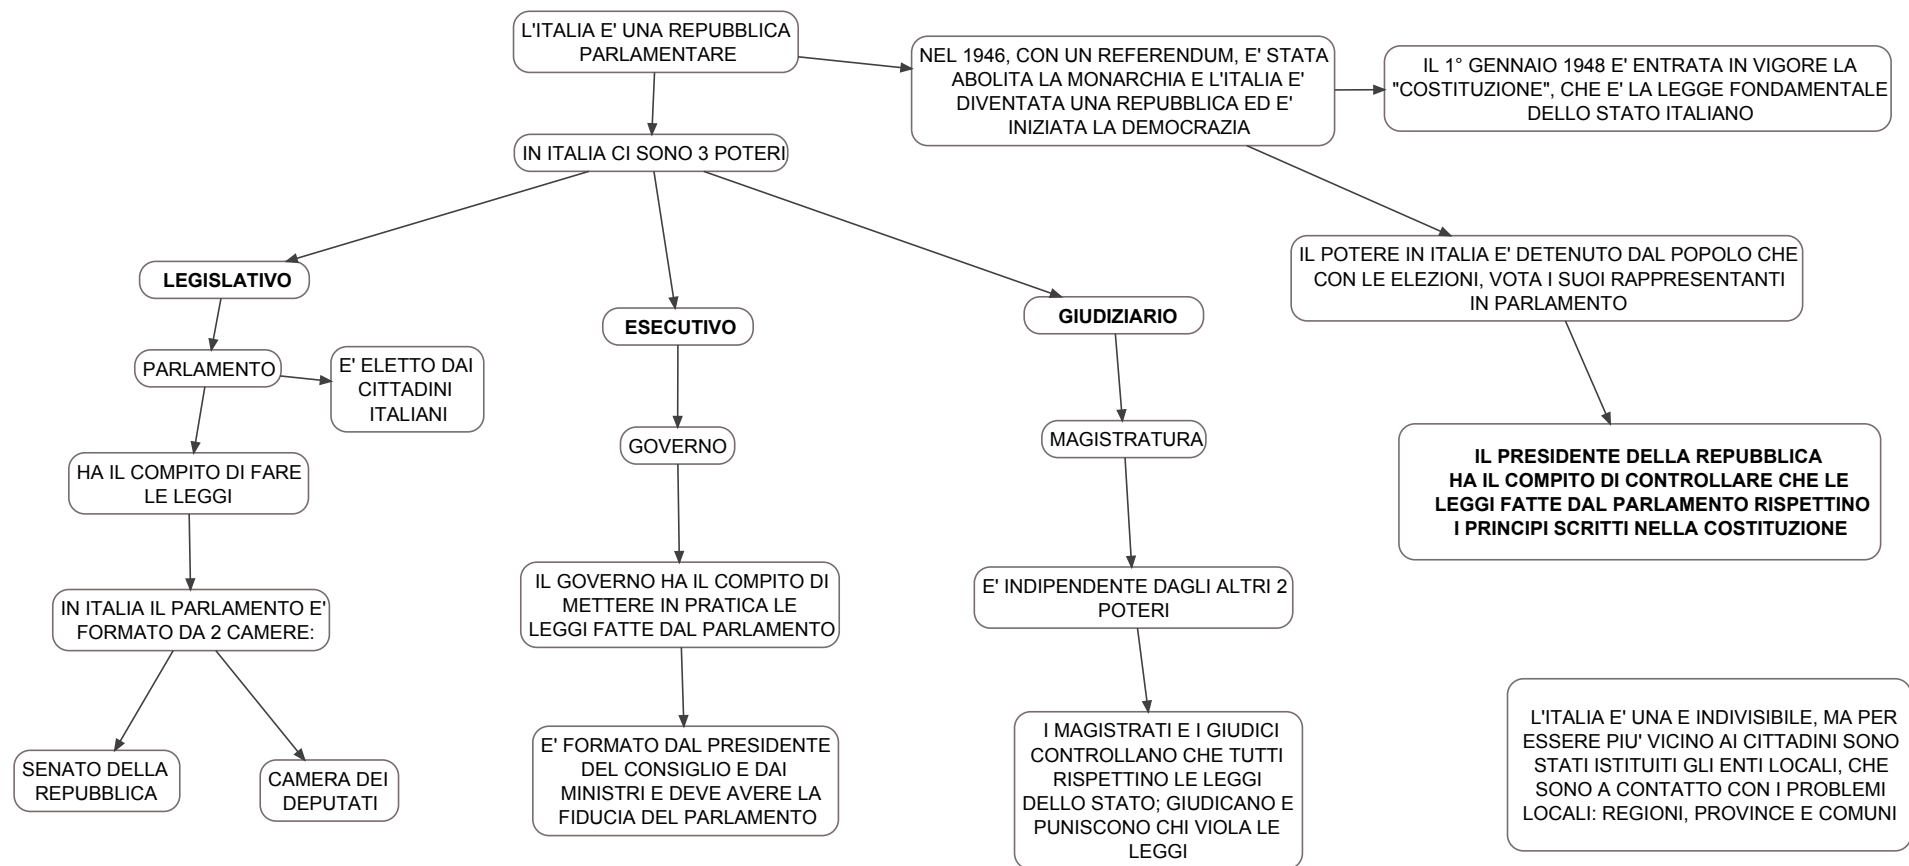 L'ITALIA E' UNA REPUBBLICA
PARLAMENTARE
NEL 1946, CON UN REFERENDUM, E' STATA
ABOLITA LA MONARCHIA E L'ITALIA E'
DIVENTATA UNA REPUBBLICA ED E'
INIZIATA LA DEMOCRAZIA
IL 1° GENNAIO 1948 E' ENTRATA IN VIGORE LA
"COSTITUZIONE", CHE E' LA LEGGE FONDAMENTALE
DELLO STATO ITALIANO
IN ITALIA CI SONO 3 POTERI
LEGISLATIVO
PARLAMENTO
E' ELETTO DAI
CITTADINI
ITALIANI
HA IL COMPITO DI FARE
LE LEGGI
IN ITALIA IL PARLAMENTO E'
FORMATO DA 2 CAMERE:
SENATO DELLA
REPUBBLICA
CAMERA DEI
DEPUTATI
ESECUTIVO
GOVERNO
IL GOVERNO HA IL COMPITO DI
METTERE IN PRATICA LE
LEGGI FATTE DAL PARLAMENTO
E' FORMATO DAL PRESIDENTE
DEL CONSIGLIO E DAI
MINISTRI E DEVE AVERE LA
FIDUCIA DEL PARLAMENTO
GIUDIZIARIO
MAGISTRATURA
E' INDIPENDENTE DAGLI ALTRI 2
POTERI
I MAGISTRATI E I GIUDICI
CONTROLLANO CHE TUTTI
RISPETTINO LE LEGGI
DELLO STATO; GIUDICANO E
PUNISCONO CHI VIOLA LE
LEGGI
IL POTERE IN ITALIA E' DETENUTO DAL POPOLO CHE
CON LE ELEZIONI, VOTA I SUOI RAPPRESENTANTI
IN PARLAMENTO
IL PRESIDENTE DELLA REPUBBLICA
HA IL COMPITO DI CONTROLLARE CHE LE
LEGGI FATTE DAL PARLAMENTO RISPETTINO
I PRINCIPI SCRITTI NELLA COSTITUZIONE
L'ITALIA E' UNA E INDIVISIBILE, MA PER
ESSERE PIU' VICINO AI CITTADINI SONO
STATI ISTITUITI GLI ENTI LOCALI, CHE
SONO A CONTATTO CON I PROBLEMI
LOCALI: REGIONI, PROVINCE E COMUNI